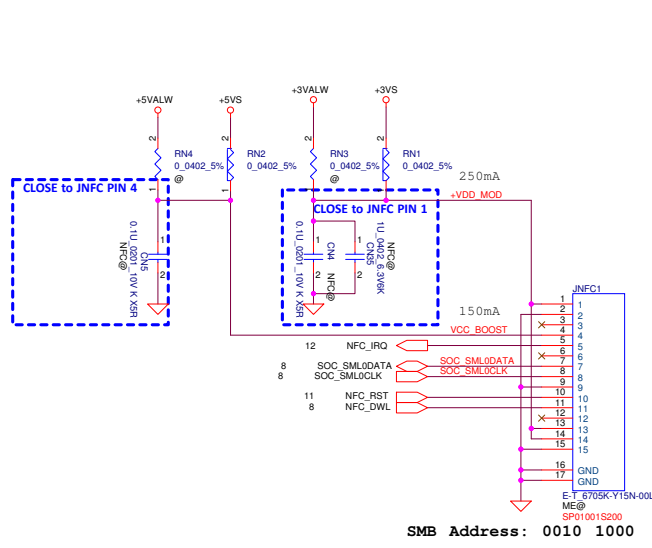 +5VALW
+5VS
+3VALW
+3VS
2
2
2
2
RN4
0_0402_5%
@
RN2
0_0402_5%
RN3
0_0402_5%
@
RN1
0_0402_5%
1
1
1
1
250mA
+VDD_MOD
CLOSE to JNFC PIN 4
CLOSE to JNFC PIN 1
0.1U_0201_10V K X5R
NFC@
CN5
1
2
0.1U_0201_10V K X5R
CN4
NFC@
1
2
1U_0402_6.3V6K
CN35
NFC@
1
2
150mA
VCC_BOOST
JNFC1
12
NFC_IRQ
8
SOC_SML0DATA
SOC_SML0DATA
8
SOC_SML0CLK
SOC_SML0CLK
11
NFC_RST
8
NFC_DWL
1 1
2 2
3 3
4 4
5 5
6 6
7 7
8 8
9 9
10 10
11 11
12 12
13 13
14 14
15 15
16 GND
17 GND
E-T_6705K-Y15N-00L
ME@
SP01001S200
SMB Address: 0010 1000